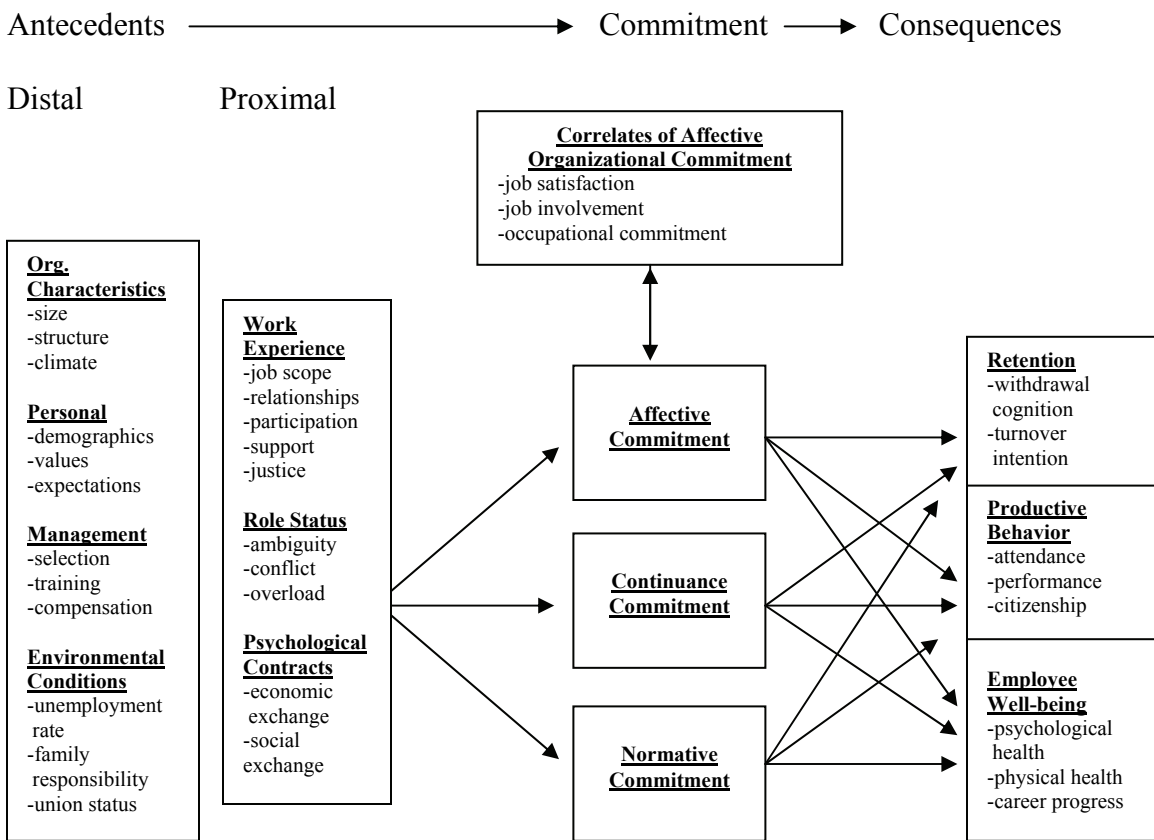 Antecedents
Commitment
Consequences
Distal
Proximal
Correlates of Affective
Organizational Commitment
-job satisfaction
-job involvement
-occupational commitment
Org.
Characteristics
-size
-structure
-climate
Personal
-demographics
-values
-expectations
Management
-selection
-training
-compensation
Environmental
Conditions
-unemployment
rate
-family
responsibility
-union status
Work
Experience
-job scope
-relationships
-participation
-support
-justice
Role Status
-ambiguity
-conflict
-overload
Psychological
Contracts
-economic
exchange
-social
exchange
Affective
Commitment
Continuance
Commitment
Normative
Commitment
Retention
-withdrawal
cognition
-turnover
intention
Productive
Behavior
-attendance
-performance
-citizenship
Employee
Well-being
-psychological
health
-physical health
-career progress